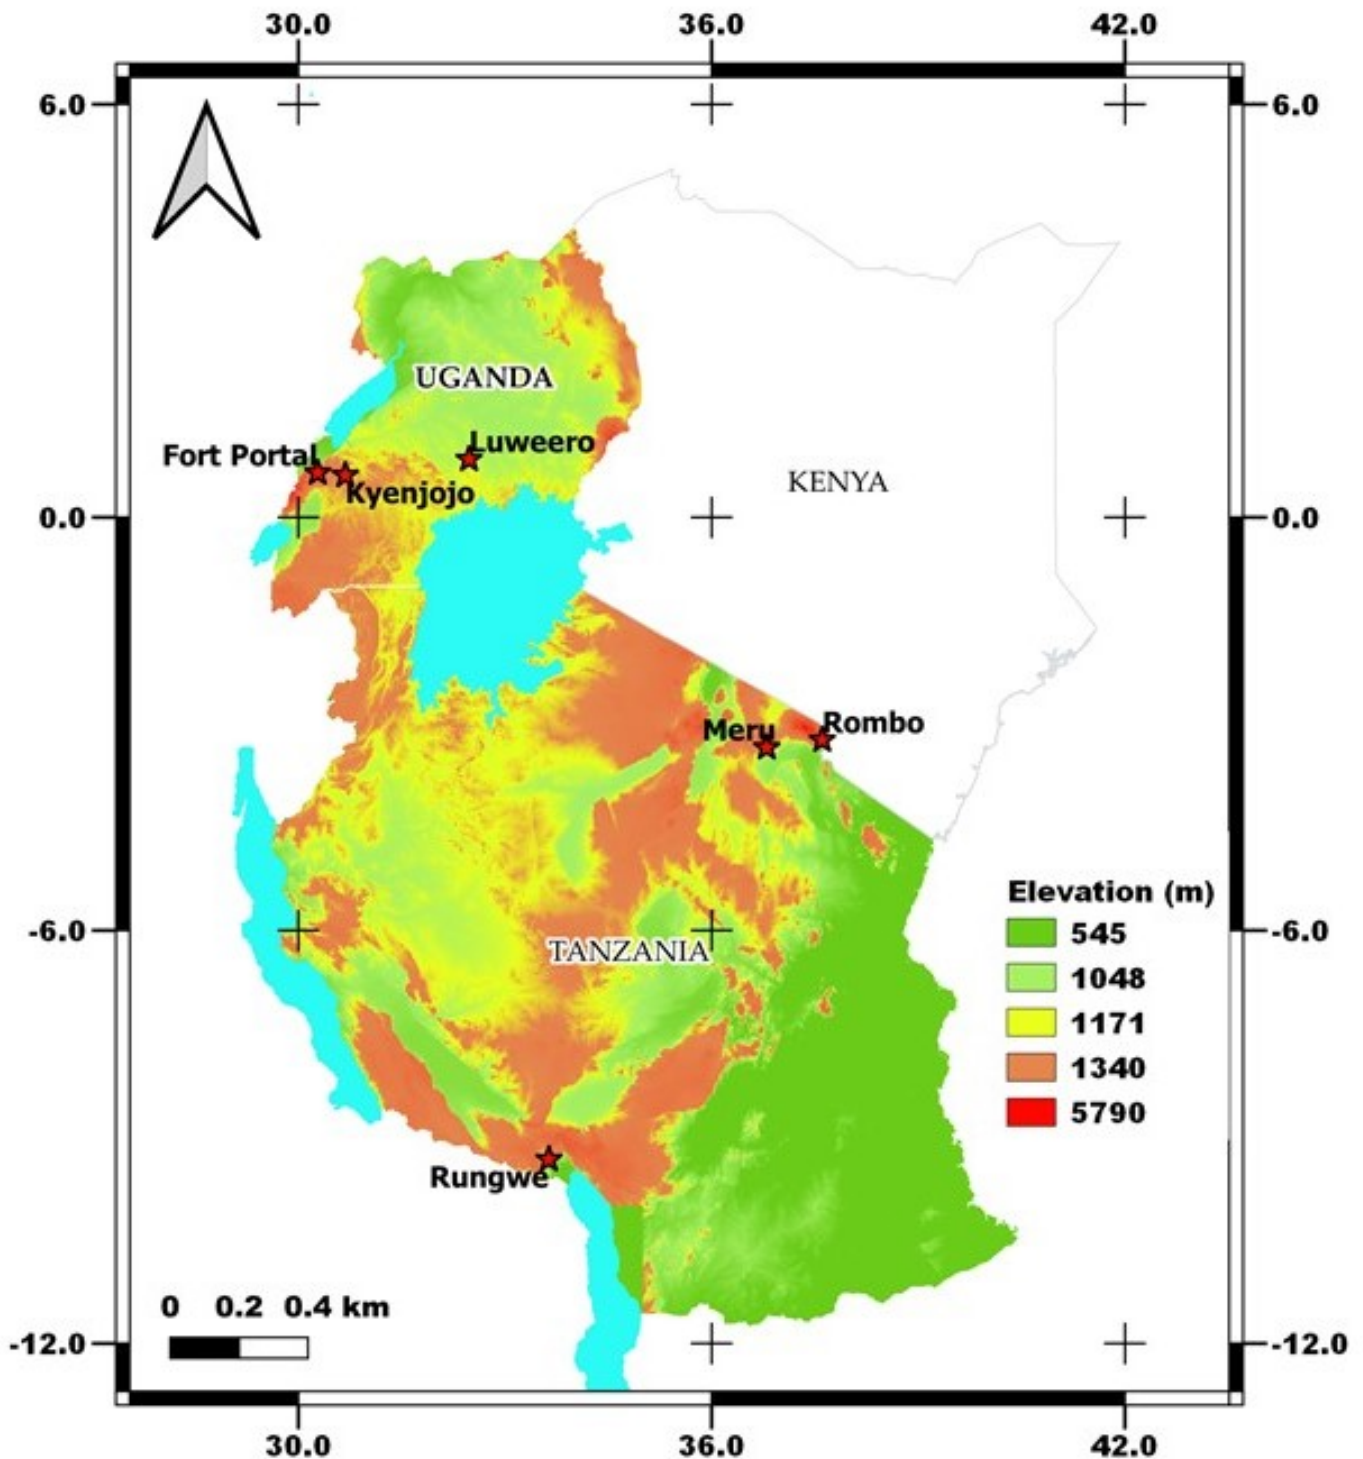 30.0 36.0 42.0
6.0 6.0
UGANDA
Luweero
Fort Portal
KENYA
Kyenjojo
0.0 0.0
Rombo
Meru
Elevation (m)
545
-6.0 -6.0
TANZANIA
1048
1171
1340
5790
Rungwe
0 0.2 0.4 km
-12.0 -12.0
30.0 36.0 42.0